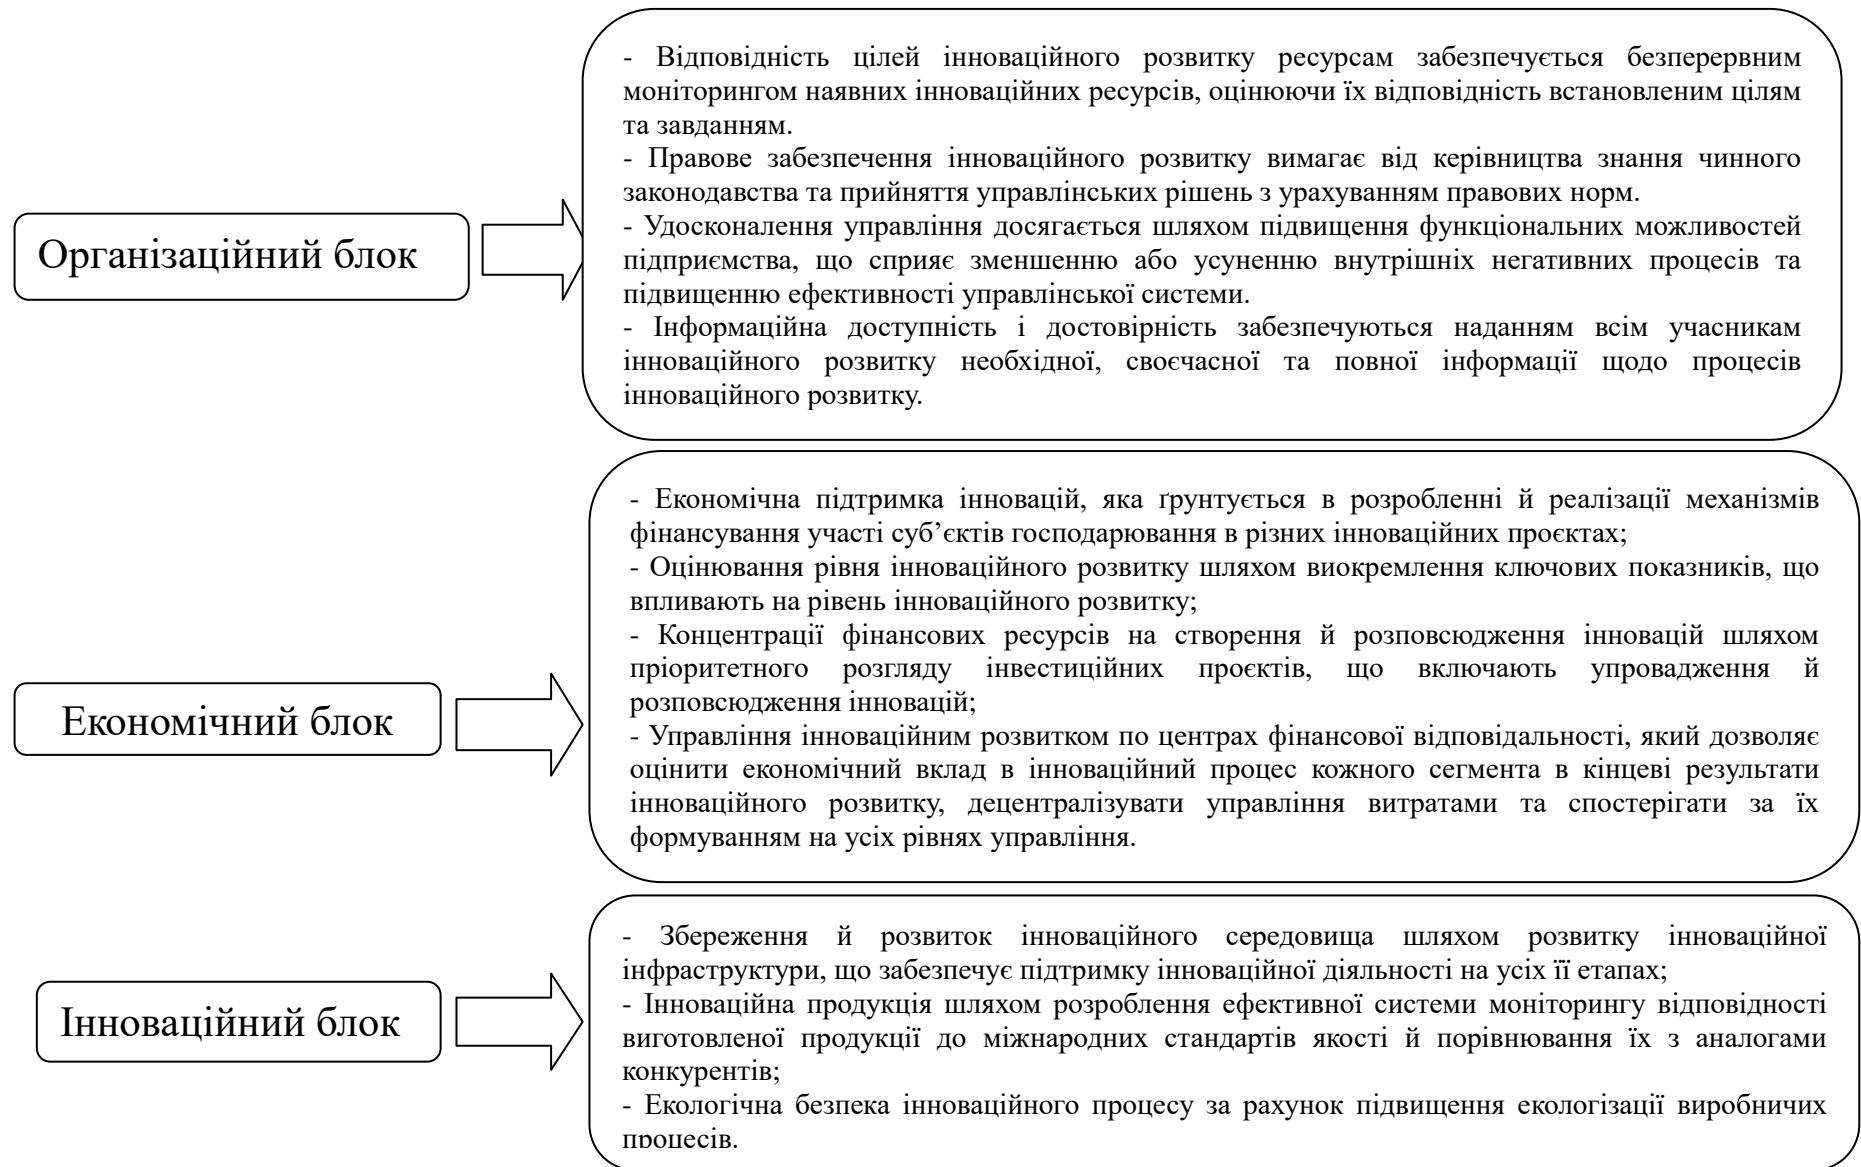 Організаційний блок
- Відповідність цілей інноваційного розвитку ресурсам забезпечується безперервним
моніторингом наявних інноваційних ресурсів, оцінюючи їх відповідність встановленим цілям
та завданням.
- Правове забезпечення інноваційного розвитку вимагає від керівництва знання чинного
законодавства та прийняття управлінських рішень з урахуванням правових норм.
- Удосконалення управління досягається шляхом підвищення функціональних можливостей
підприємства, що сприяє зменшенню або усуненню внутрішніх негативних процесів та
підвищенню ефективності управлінської системи.
- Інформаційна доступність і достовірність забезпечуються наданням всім учасникам
інноваційного розвитку необхідної, своєчасної та повної інформації щодо процесів
інноваційного розвитку.
Економічний блок
- Економічна підтримка інновацій, яка ґрунтується в розробленні й реалізації механізмів
фінансування участі суб’єктів господарювання в різних інноваційних проєктах;
- Оцінювання рівня інноваційного розвитку шляхом виокремлення ключових показників, що
впливають на рівень інноваційного розвитку;
- Концентрації фінансових ресурсів на створення й розповсюдження інновацій шляхом
пріоритетного розгляду інвестиційних проєктів, що включають упровадження й
розповсюдження інновацій;
- Управління інноваційним розвитком по центрах фінансової відповідальності, який дозволяє
оцінити економічний вклад в інноваційний процес кожного сегмента в кінцеві результати
інноваційного розвитку, децентралізувати управління витратами та спостерігати за їх
формуванням на усіх рівнях управління.
Інноваційний блок
- Збереження й розвиток інноваційного середовища шляхом розвитку інноваційної
інфраструктури, що забезпечує підтримку інноваційної діяльності на усіх її етапах;
- Інноваційна продукція шляхом розроблення ефективної системи моніторингу відповідності
виготовленої продукції до міжнародних стандартів якості й порівнювання їх з аналогами
конкурентів;
- Екологічна безпека інноваційного процесу за рахунок підвищення екологізації виробничих
процесів.